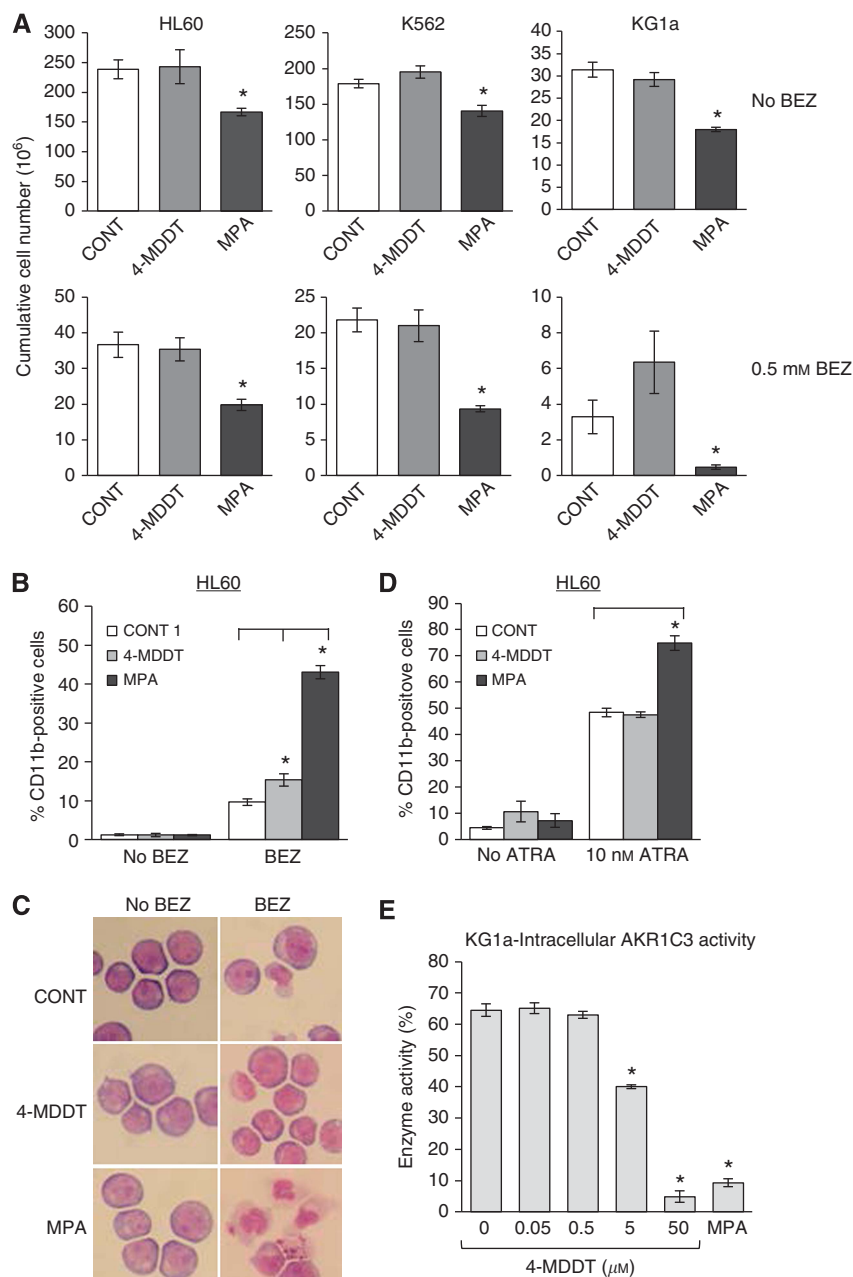 A
HL60
K562
KG1a
Cumulative cell number (10⁶)
300
250
200
150
100
50
0
CONT
4-MDDT
MPA
*
250
200
150
100
50
0
CONT
4-MDDT
MPA
*
40
35
30
25
20
15
10
5
0
CONT
4-MDDT
MPA
*
No BEZ
50
40
30
20
10
0
CONT
4-MDDT
MPA
*
25
20
15
10
5
0
CONT
4-MDDT
MPA
*
10
8
6
4
2
0
CONT
4-MDDT
MPA
*
0.5 mM BEZ
B
HL60
% CD11b-positive cells
60
50
40
30
20
10
0
CONT 1
4-MDDT
MPA
*
*
No BEZ
BEZ
D
HL60
% CD11b-positove cells
90
80
70
60
50
40
30
20
10
0
CONT
4-MDDT
MPA
*
No ATRA
10 nM ATRA
C
No BEZ
BEZ
CONT
4-MDDT
MPA
E
KG1a-Intracellular AKR1C3 activity
Enzyme activity (%)
80
70
60
50
40
30
20
10
0
*
*
*
0
0.05
0.5
5
50
MPA
4-MDDT (μM)